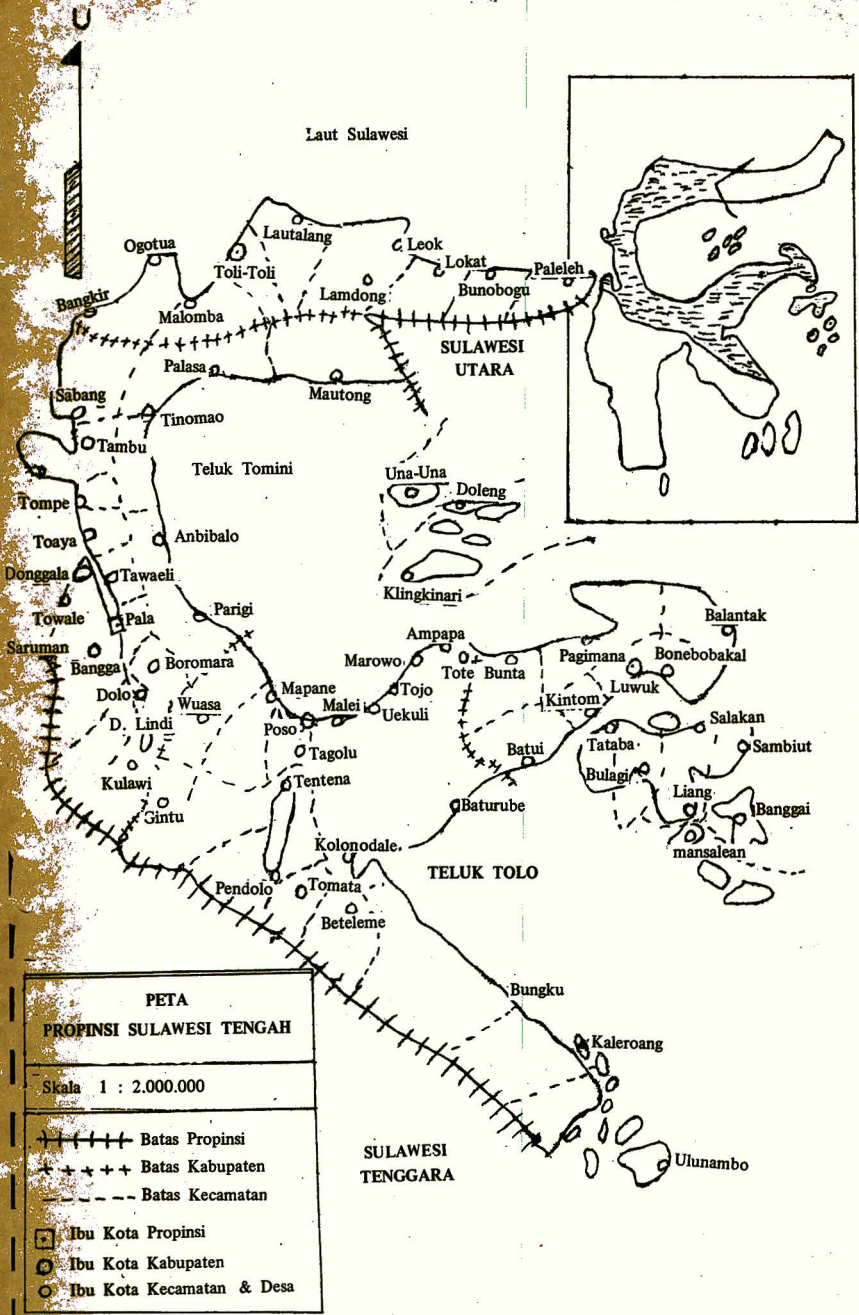 U
Laut Sulawesi
Ogotua
Lautalang
Toli-Toli
Leok
Lokat
Paleleh
Bangkir
Malomba
Lamdong
Bunobogu
SULAWESI
UTARA
Palasa
Mautong
Sabang
Tinomao
Tambu
Teluk Tomini
Una-Una
Doleng
Tompe
Toaya
Anbibalo
Donggala
Tawaeli
Klingkinari
Towale
Pala
Parigi
Ampapa
Balantak
Saruman
Bangga
Boromara
Marowo
Tote
Bunta
Pagimana
Bonebobakal
Dolo
Wuasa
Mapane
Malei
Tojo
Luwuk
Uekuli
Kintom
D. Lindi
Poso
Salakan
Tagolu
Batui
Tataba
Sambiut
Kulawi
Tentena
Bulagi
Gintu
Baturube
Liang
Banggai
mansalean
Kolonodale
TELUK TOLO
Pendolo
Tomata
Beteleme
Bungku
Kaleroang
Ulunambo
SULAWESI
TENGGARA
PETA
PROPINSI SULAWESI TENGAH
Skala 1 : 2.000.000
Batas Propinsi
Batas Kabupaten
Batas Kecamatan
Ibu Kota Propinsi
Ibu Kota Kabupaten
Ibu Kota Kecamatan & Desa